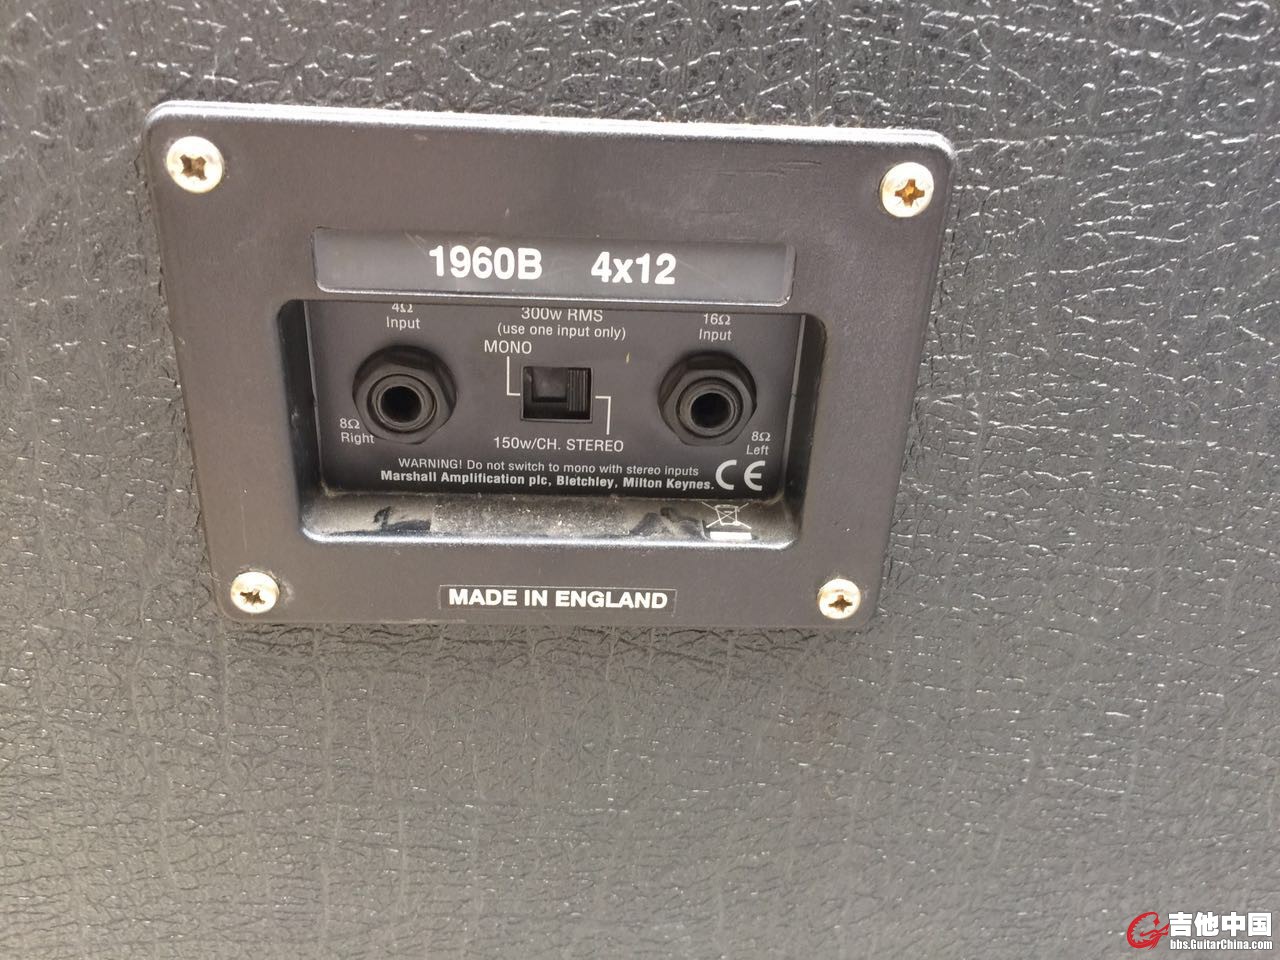 1960B 4x12
4Ω
Input
300w RMS
(use one input only)
16Ω
Input
MONO
8Ω
Right
150w/CH. STEREO
8Ω
Left
WARNING! Do not switch to mono with stereo inputs
Marshall Amplification plc, Bletchley, Milton Keynes.
CE
MADE IN ENGLAND
吉他中国
bbs.GuitarChina.com